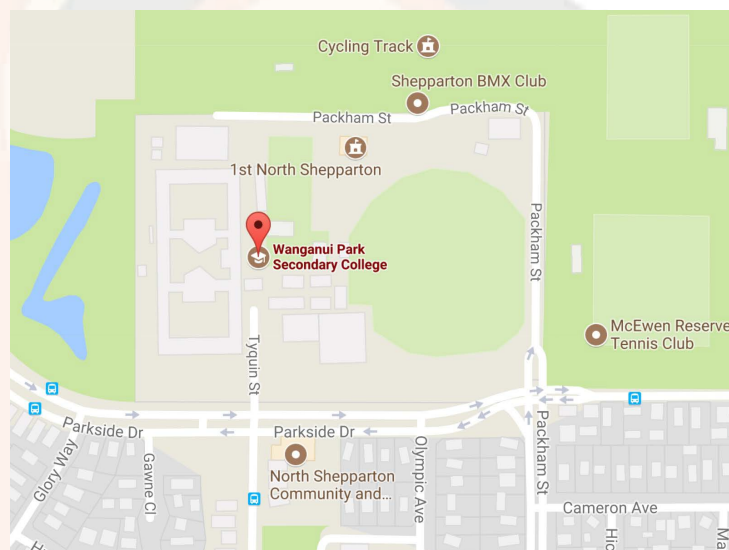 Cycling Track
Shepparton BMX Club
Packham St
Packham St
1st North Shepparton
Packham St
Wanganui Park
Secondary College
McEwen Reserve
Tennis Club
Tyquin St
Parkside Dr
Parkside Dr
Glory Way
Gawne Cl
Olympic Ave
Packham St
North Shepparton
Community and...
Cameron Ave
Hic
Ma
H